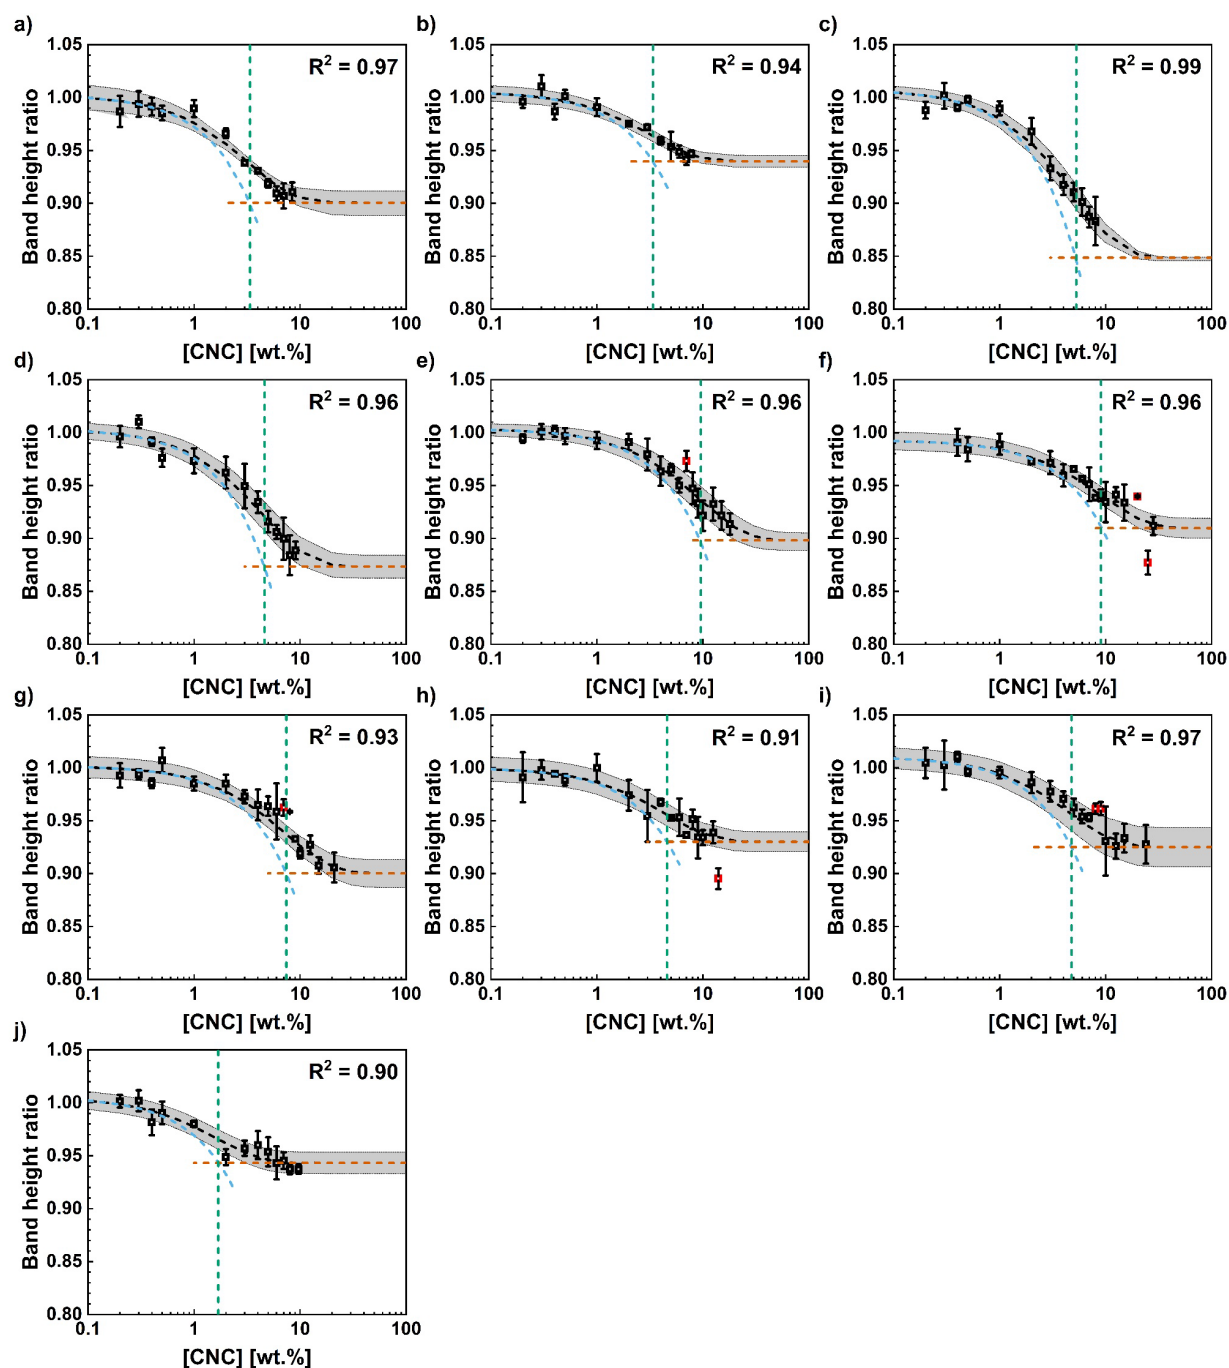 a)
b)
c)
1.05
1.00
0.95
0.90
0.85
0.80
Band height ratio
R² = 0.97
0.1
1
10
100
[CNC] [wt.%]
1.05
1.00
0.95
0.90
0.85
0.80
Band height ratio
R² = 0.94
0.1
1
10
100
[CNC] [wt.%]
1.05
1.00
0.95
0.90
0.85
0.80
Band height ratio
R² = 0.99
0.1
1
10
100
[CNC] [wt.%]
d)
e)
f)
1.05
1.00
0.95
0.90
0.85
0.80
Band height ratio
R² = 0.96
0.1
1
10
100
[CNC] [wt.%]
1.05
1.00
0.95
0.90
0.85
0.80
Band height ratio
R² = 0.96
0.1
1
10
100
[CNC] [wt.%]
1.05
1.00
0.95
0.90
0.85
0.80
Band height ratio
R² = 0.96
0.1
1
10
100
[CNC] [wt.%]
g)
h)
i)
1.05
1.00
0.95
0.90
0.85
0.80
Band height ratio
R² = 0.93
0.1
1
10
100
[CNC] [wt.%]
1.05
1.00
0.95
0.90
0.85
0.80
Band height ratio
R² = 0.91
0.1
1
10
100
[CNC] [wt.%]
1.05
1.00
0.95
0.90
0.85
0.80
Band height ratio
R² = 0.97
0.1
1
10
100
[CNC] [wt.%]
j)
1.05
1.00
0.95
0.90
0.85
0.80
Band height ratio
R² = 0.90
0.1
1
10
100
[CNC] [wt.%]